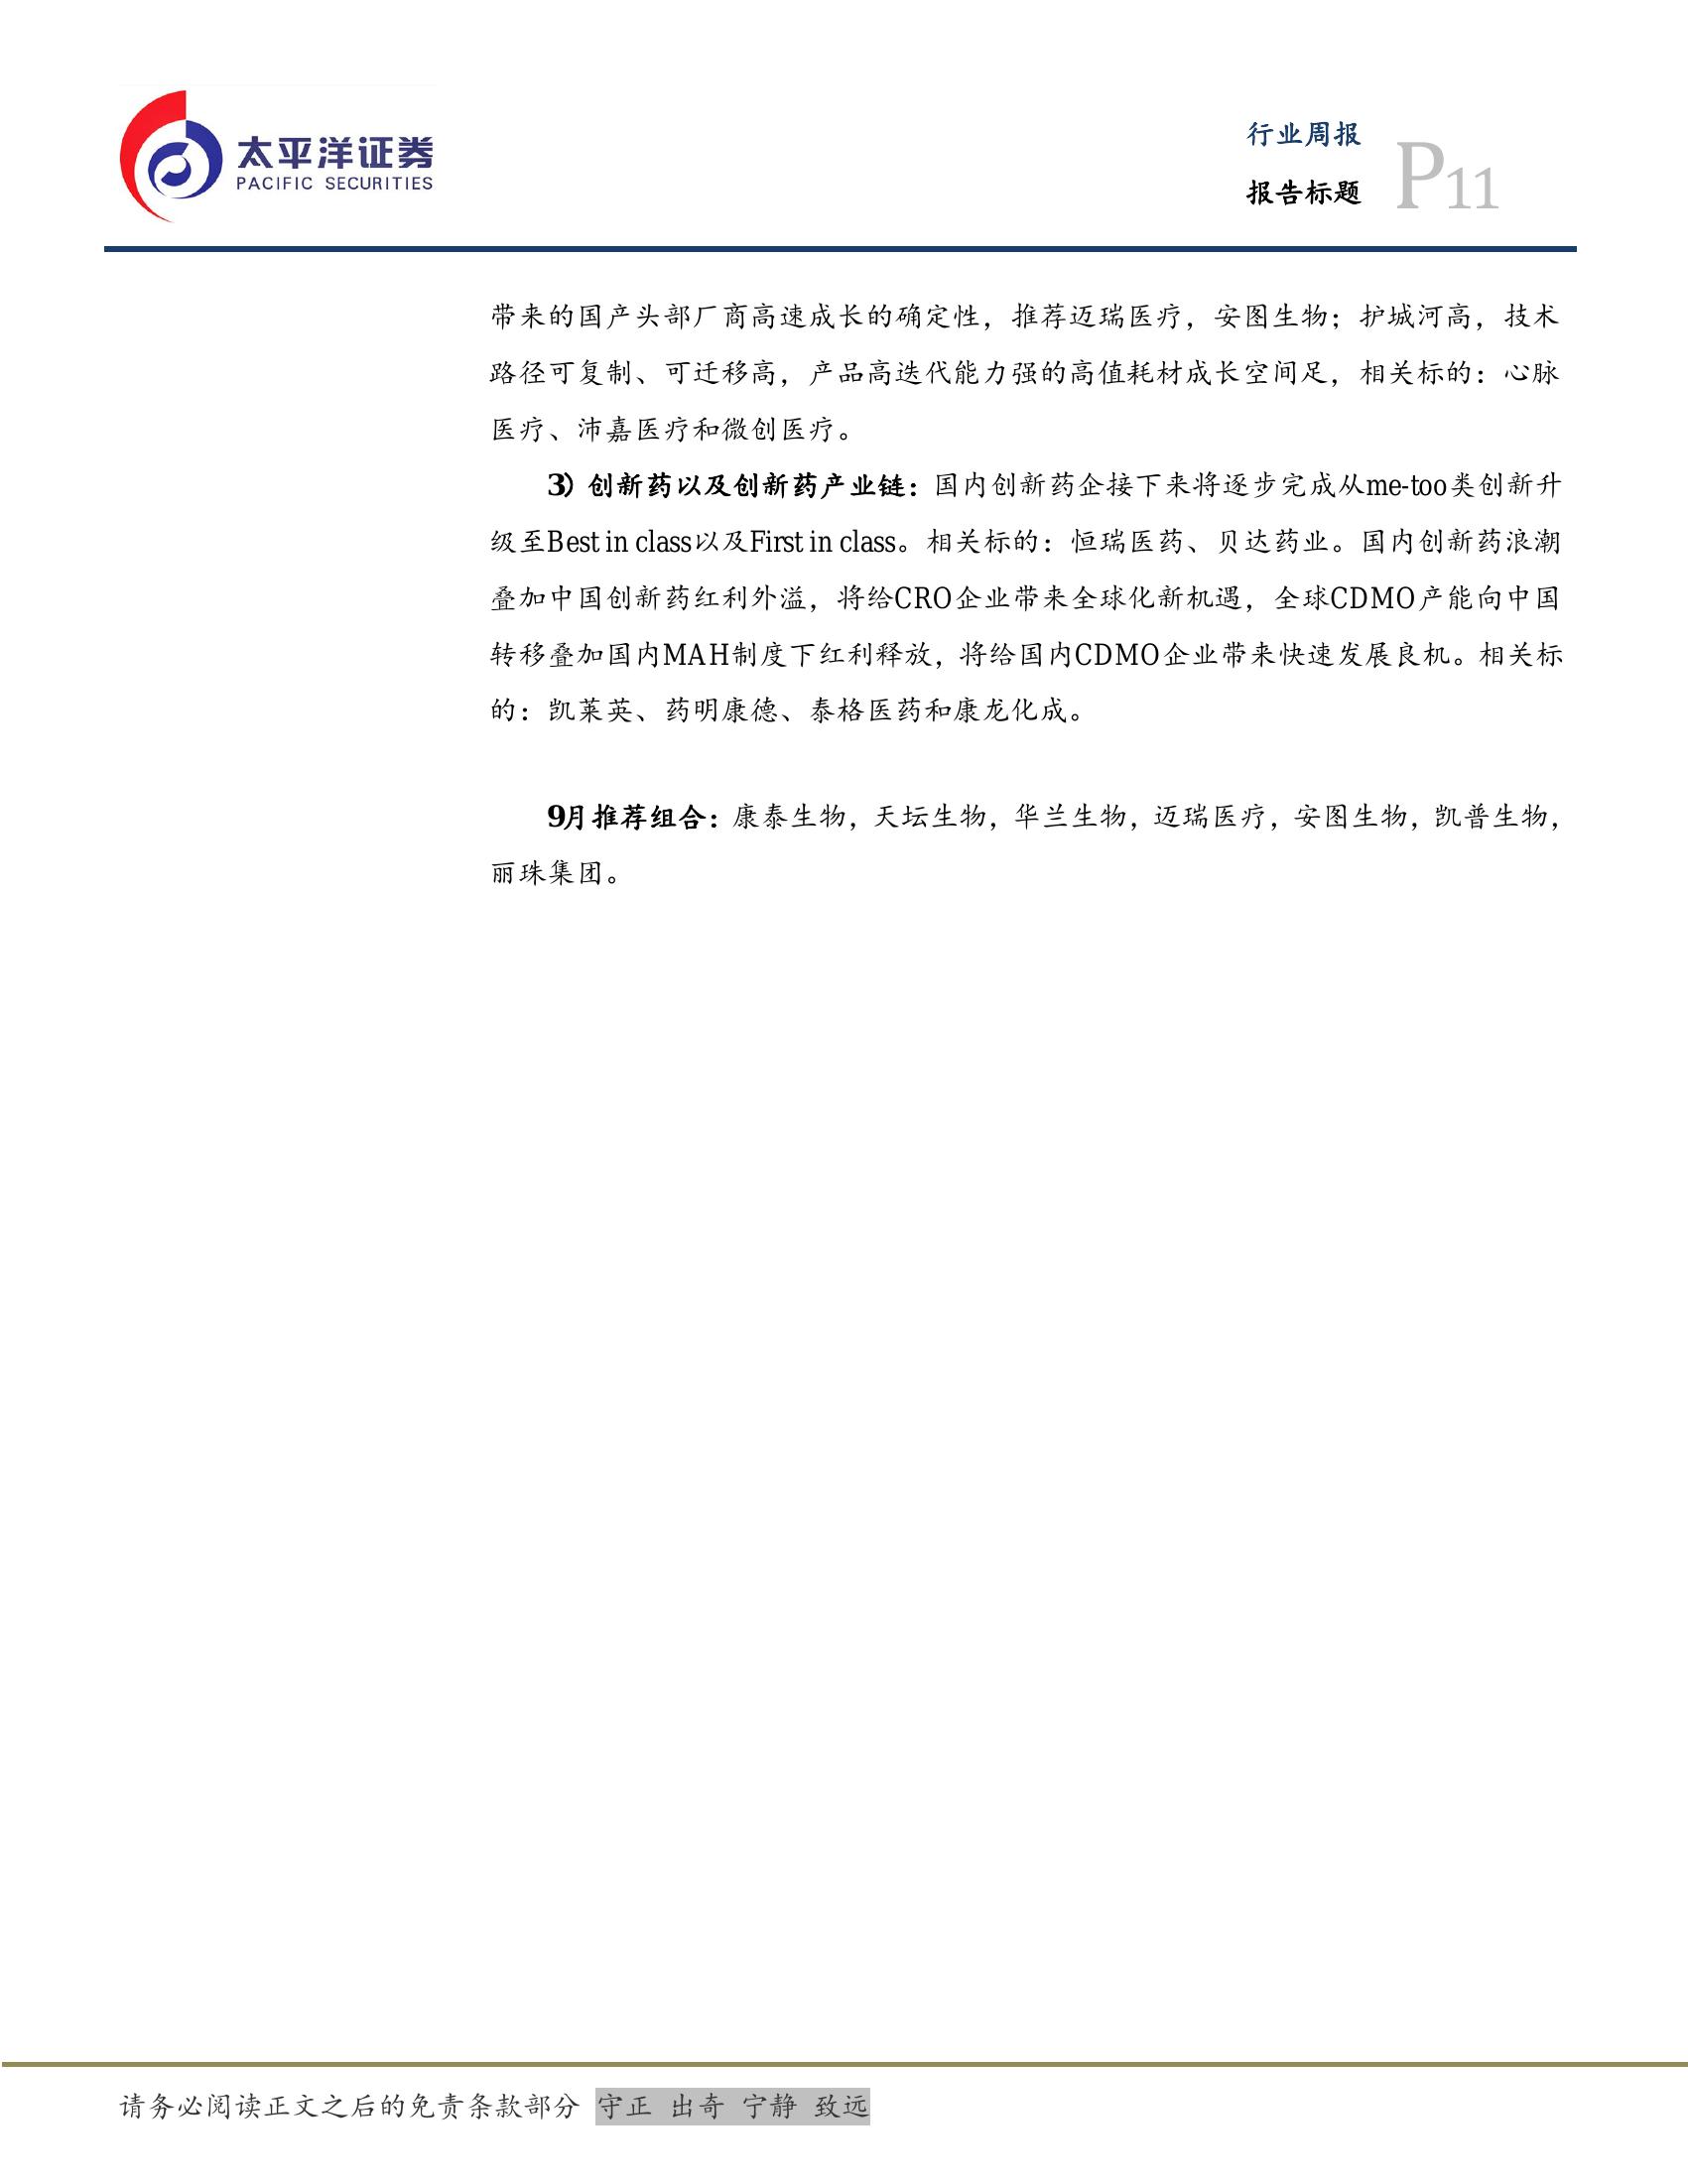 太平洋证券
PACIFIC SECURITIES
行业周报
报告标题
P11
带来的国产头部厂商高速成长的确定性，推荐迈瑞医疗，安图生物；护城河高，技术
路径可复制、可迁移高，产品高迭代能力强的高值耗材成长空间足，相关标的：心脉
医疗、沛嘉医疗和微创医疗。
3）创新药以及创新药产业链：国内创新药企接下来将逐步完成从me-too类创新升
级至Best in class以及First in class。相关标的：恒瑞医药、贝达药业。国内创新药浪潮
叠加中国创新药红利外溢，将给CRO企业带来全球化新机遇，全球CDMO产能向中国
转移叠加国内MAH制度下红利释放，将给国内CDMO企业带来快速发展良机。相关标
的：凯莱英、药明康德、泰格医药和康龙化成。
9月推荐组合：康泰生物，天坛生物，华兰生物，迈瑞医疗，安图生物，凯普生物，
丽珠集团。
请务必阅读正文之后的免责条款部分 守正 出奇 宁静 致远